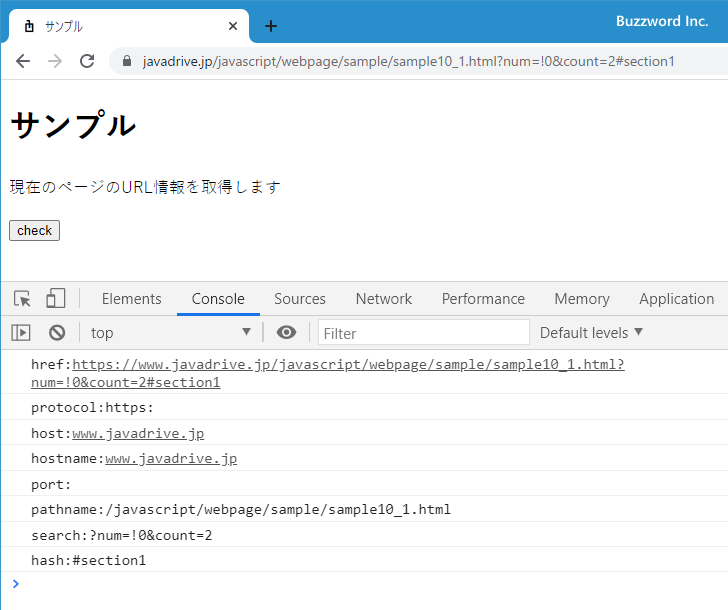 サンプル
Buzzword Inc.
javadrive.jp/javascript/webpage/sample/sample10_1.html?num=!0&count=2#section1
サンプル
現在のページのURL情報を取得します
check
Elements Console Sources Network Performance Memory Application
top Filter Default levels
href:https://www.javadrive.jp/javascript/webpage/sample/sample10_1.html?
num=!0&count=2#section1
protocol:https:
host:www.javadrive.jp
hostname:www.javadrive.jp
port:
pathname:/javascript/webpage/sample/sample10_1.html
search:?num=!0&count=2
hash:#section1